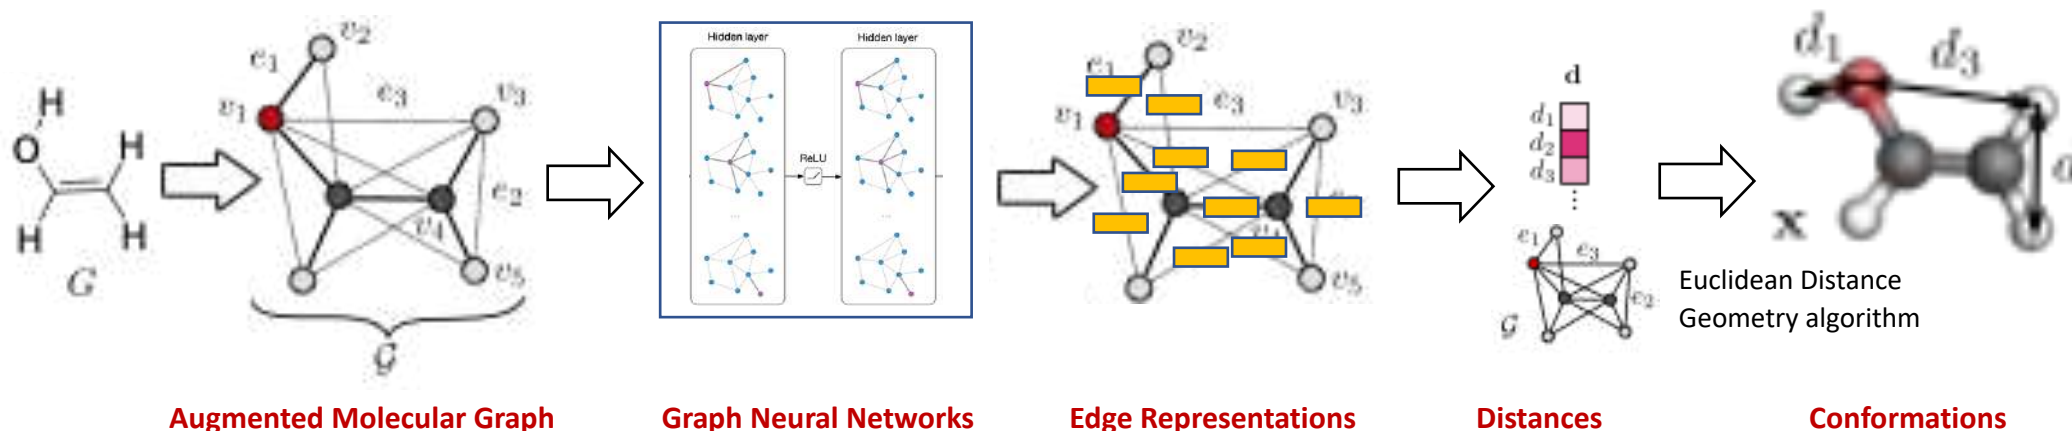 H
O
H
H
H
G
e1
v2
v1
e3
v3
e2
v4
v5
𝒢
Hidden layer
Hidden layer
ReLU
...
...
e1
v2
v1
e3
v3
v5
d
d1
d2
d3
⋮
e1
e3
e2
𝒢
d1
d3
d
x
Euclidean Distance
Geometry algorithm
Augmented Molecular Graph
Graph Neural Networks
Edge Representations
Distances
Conformations